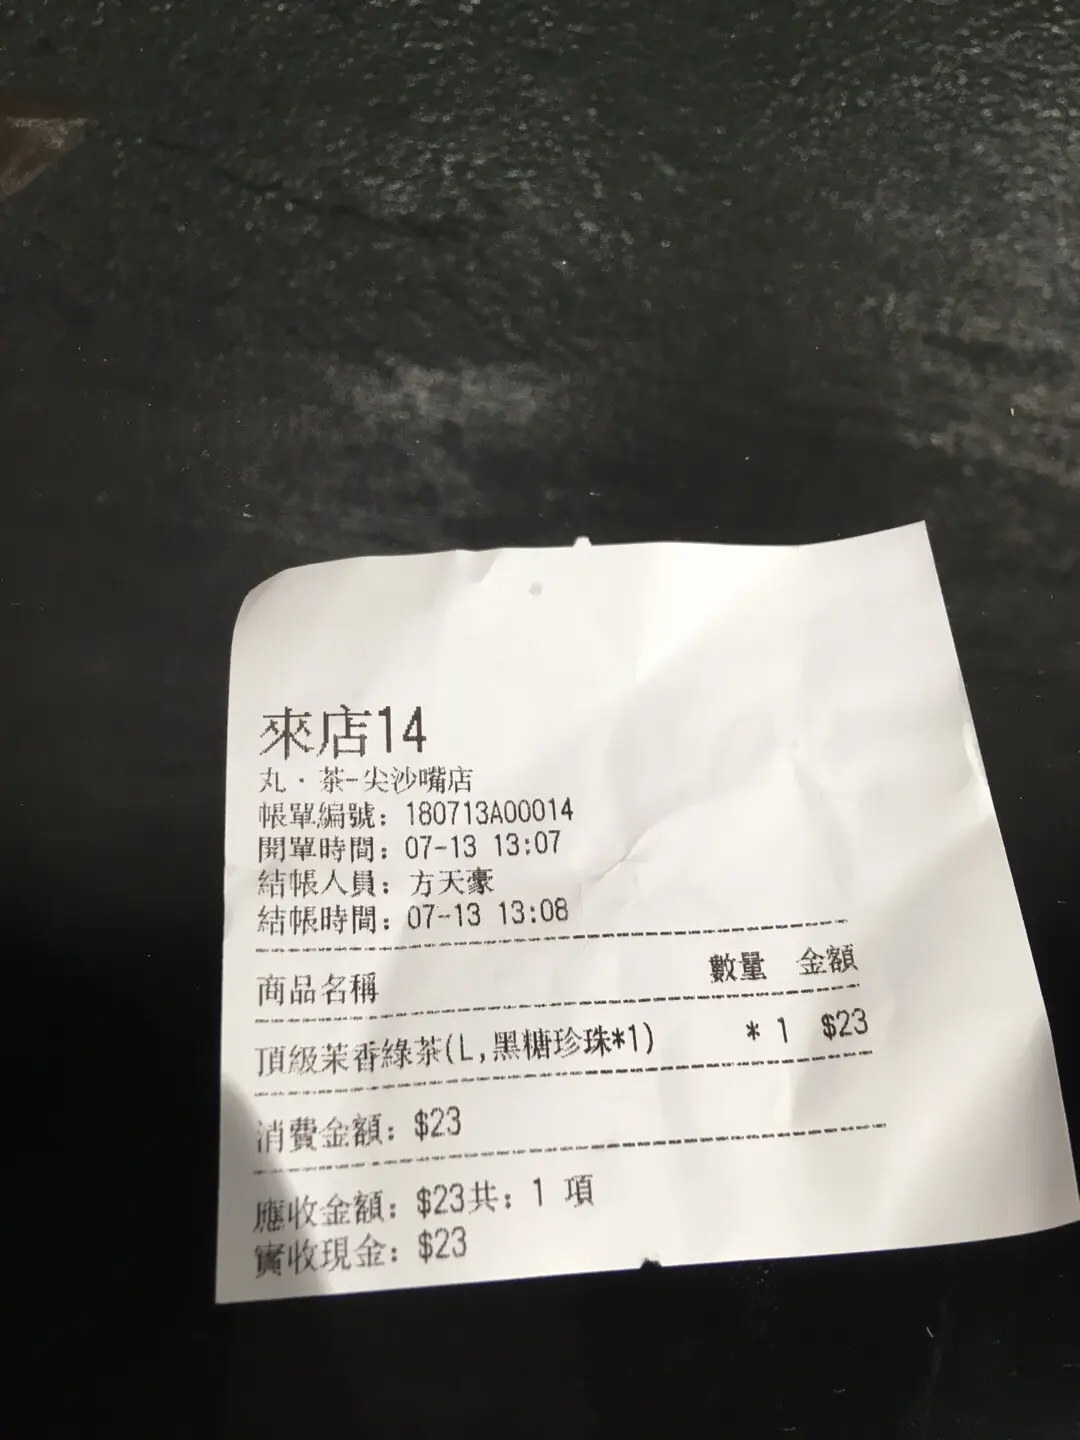 來店14
丸·茶-尖沙嘴店
帳單編號: 180713A00014
開單時間: 07-13 13:07
結帳人員: 方天豪
結帳時間: 07-13 13:08
商品名稱 數量 金額
頂級茉香綠茶(L,黑糖珍珠*1) * 1 $23
消費金額: $23
應收金額: $23共: 1 項
實收現金: $23